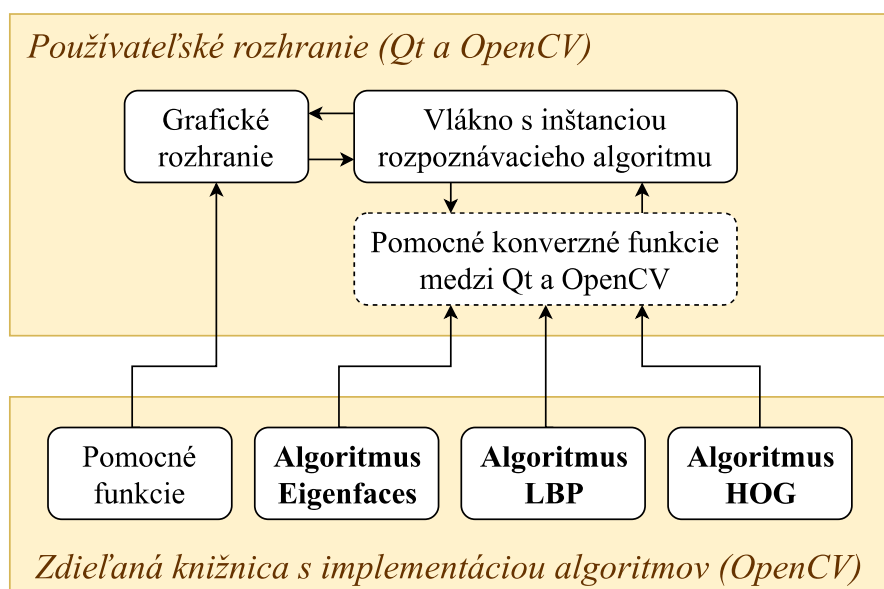 Používateľské rozhranie (Qt a OpenCV)
Grafické
rozhranie
Vlákno s inštanciou
rozpoznávacieho algoritmu
Pomocné konverzné funkcie
medzi Qt a OpenCV
Pomocné
funkcie
Algoritmus
Eigenfaces
Algoritmus
LBP
Algoritmus
HOG
Zdieľaná knižnica s implementáciou algoritmov (OpenCV)